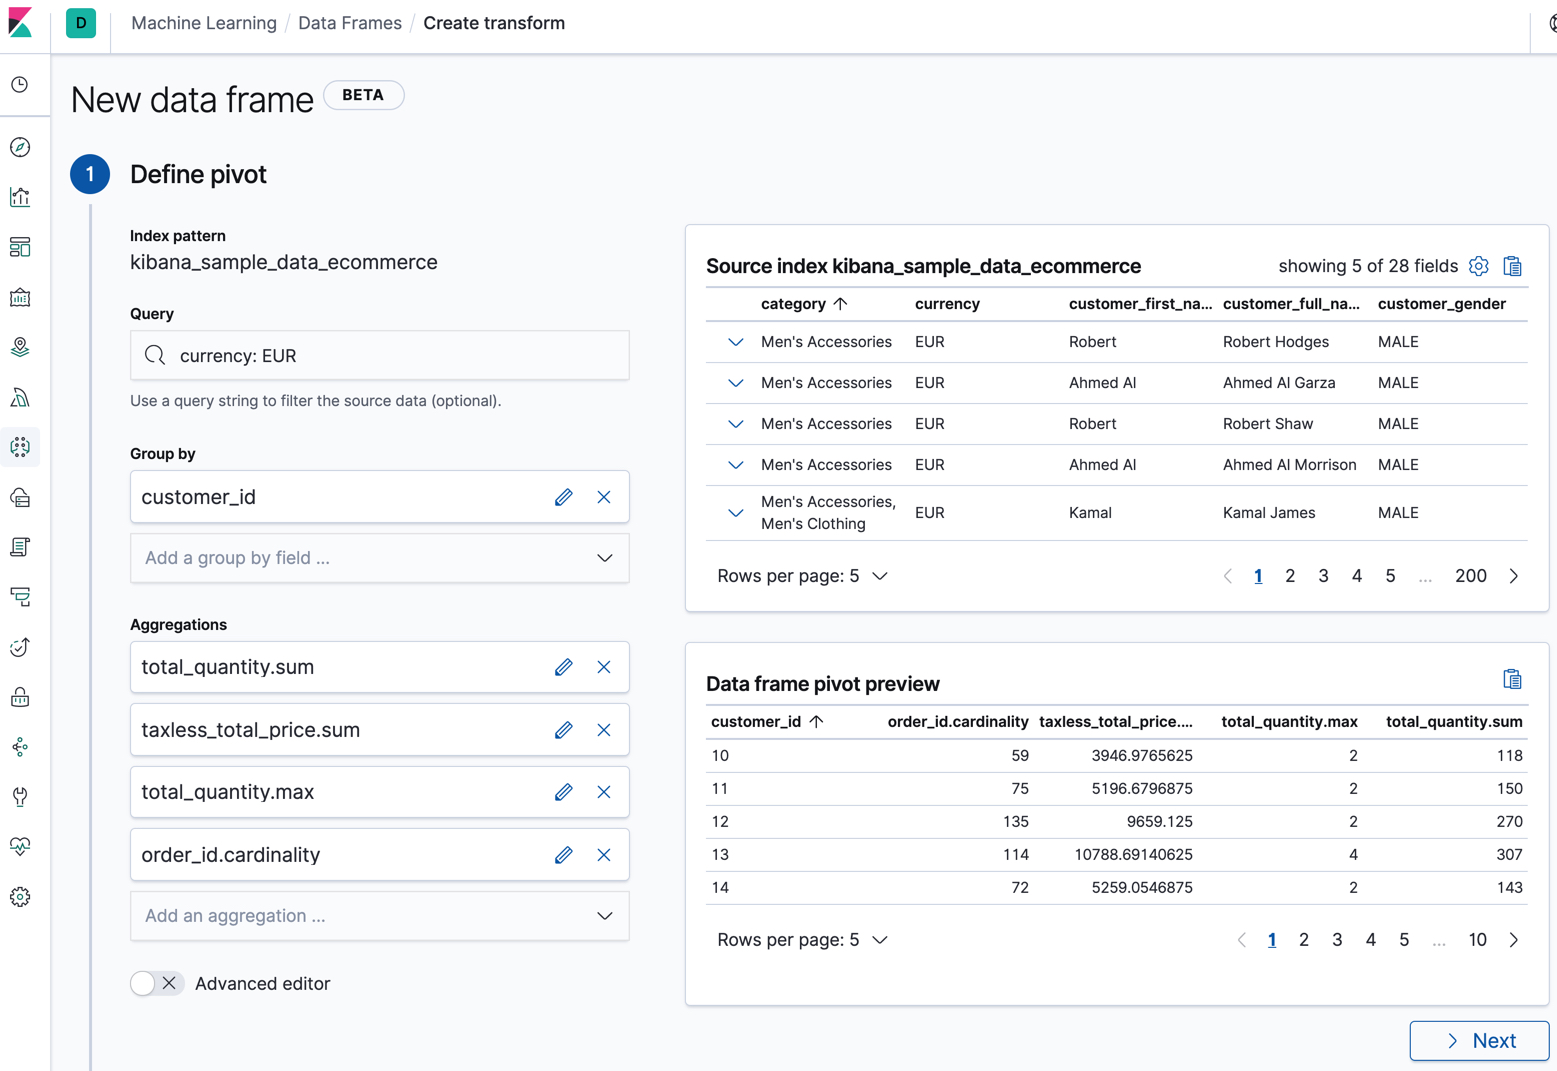 D
Machine Learning / Data Frames / Create transform
New data frame BETA
1 Define pivot
Index pattern
kibana_sample_data_ecommerce
Query
currency: EUR
Use a query string to filter the source data (optional).
Group by
customer_id
Add a group by field ...
Aggregations
total_quantity.sum
taxless_total_price.sum
total_quantity.max
order_id.cardinality
Add an aggregation ...
Advanced editor
Source index kibana_sample_data_ecommerce showing 5 of 28 fields
category currency customer_first_na... customer_full_na... customer_gender
Men's Accessories EUR Robert Robert Hodges MALE
Men's Accessories EUR Ahmed Al Ahmed Al Garza MALE
Men's Accessories EUR Robert Robert Shaw MALE
Men's Accessories EUR Ahmed Al Ahmed Al Morrison MALE
Men's Accessories,
Men's Clothing EUR Kamal Kamal James MALE
Rows per page: 5 1 2 3 4 5 ... 200
Data frame pivot preview
customer_id order_id.cardinality taxless_total_price.... total_quantity.max total_quantity.sum
10 59 3946.9765625 2 118
11 75 5196.6796875 2 150
12 135 9659.125 2 270
13 114 10788.69140625 4 307
14 72 5259.0546875 2 143
Rows per page: 5 1 2 3 4 5 ... 10
Next